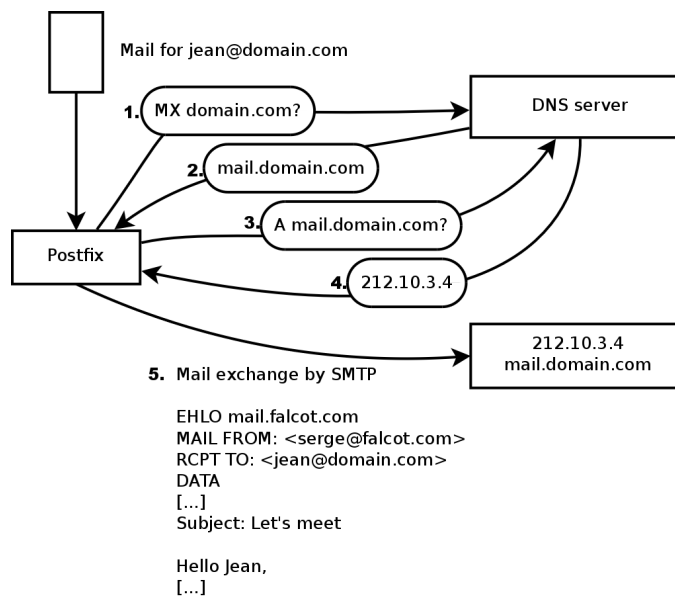 Mail for jean@domain.com
1. MX domain.com?
DNS server
2. mail.domain.com
3. A mail.domain.com?
Postfix
4. 212.10.3.4
212.10.3.4
mail.domain.com
5. Mail exchange by SMTP
EHLO mail.falcot.com
MAIL FROM: <serge@falcot.com>
RCPT TO: <jean@domain.com>
DATA
[...]
Subject: Let's meet
Hello Jean,
[...]